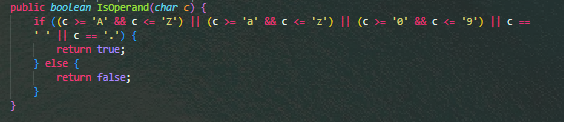 public boolean IsOperand(char c) {
if ((c >= 'A' && c <= 'Z') || (c >= 'a' && c <= 'z') || (c >= '0' && c <= '9') || c ==
' ' || c == '.') {
return true;
} else {
return false;
}
}